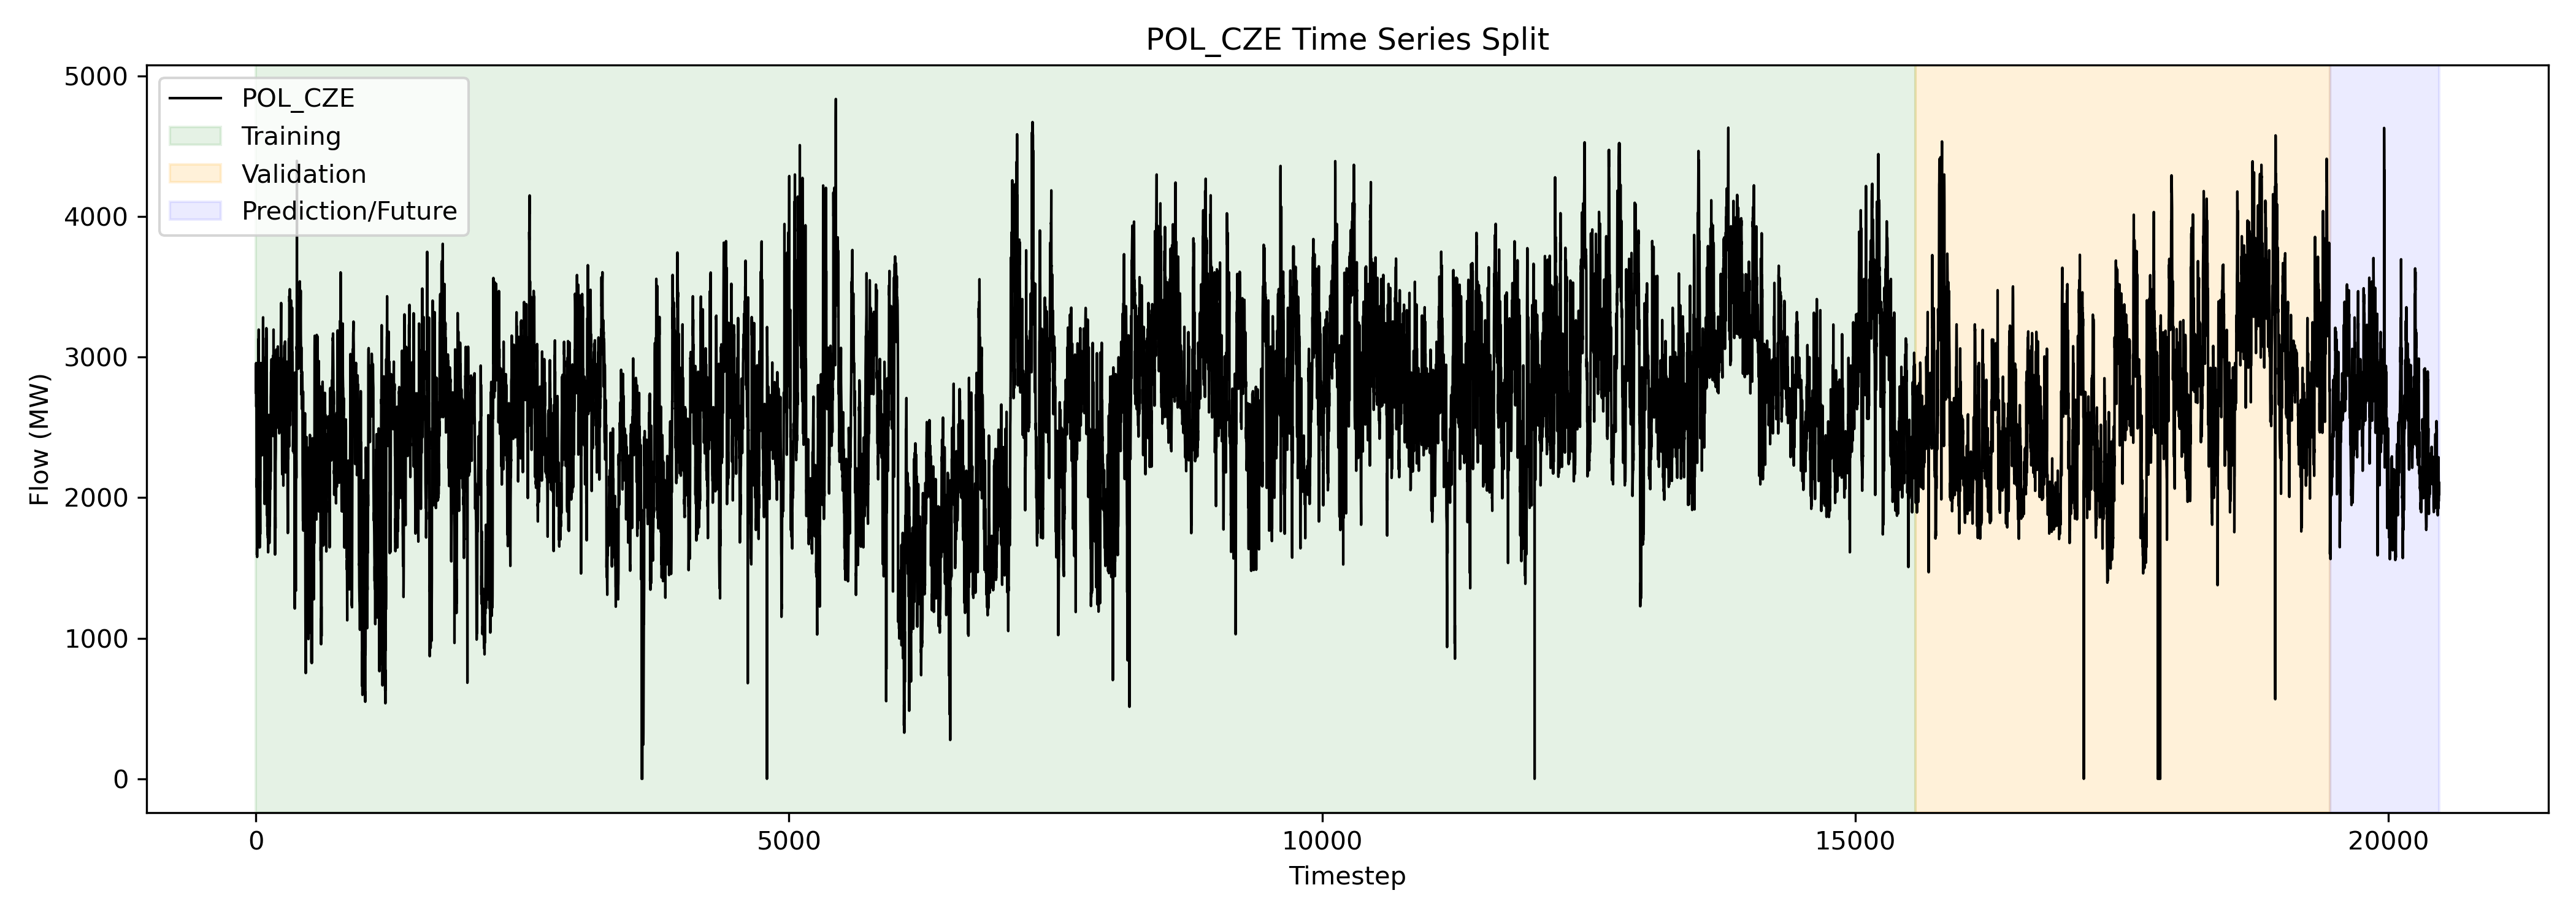 POL_CZE Time Series Split
POL_CZE
Training
Validation
Prediction/Future
Flow (MW)
5000
4000
3000
2000
1000
0
0
5000
10000
15000
20000
Timestep